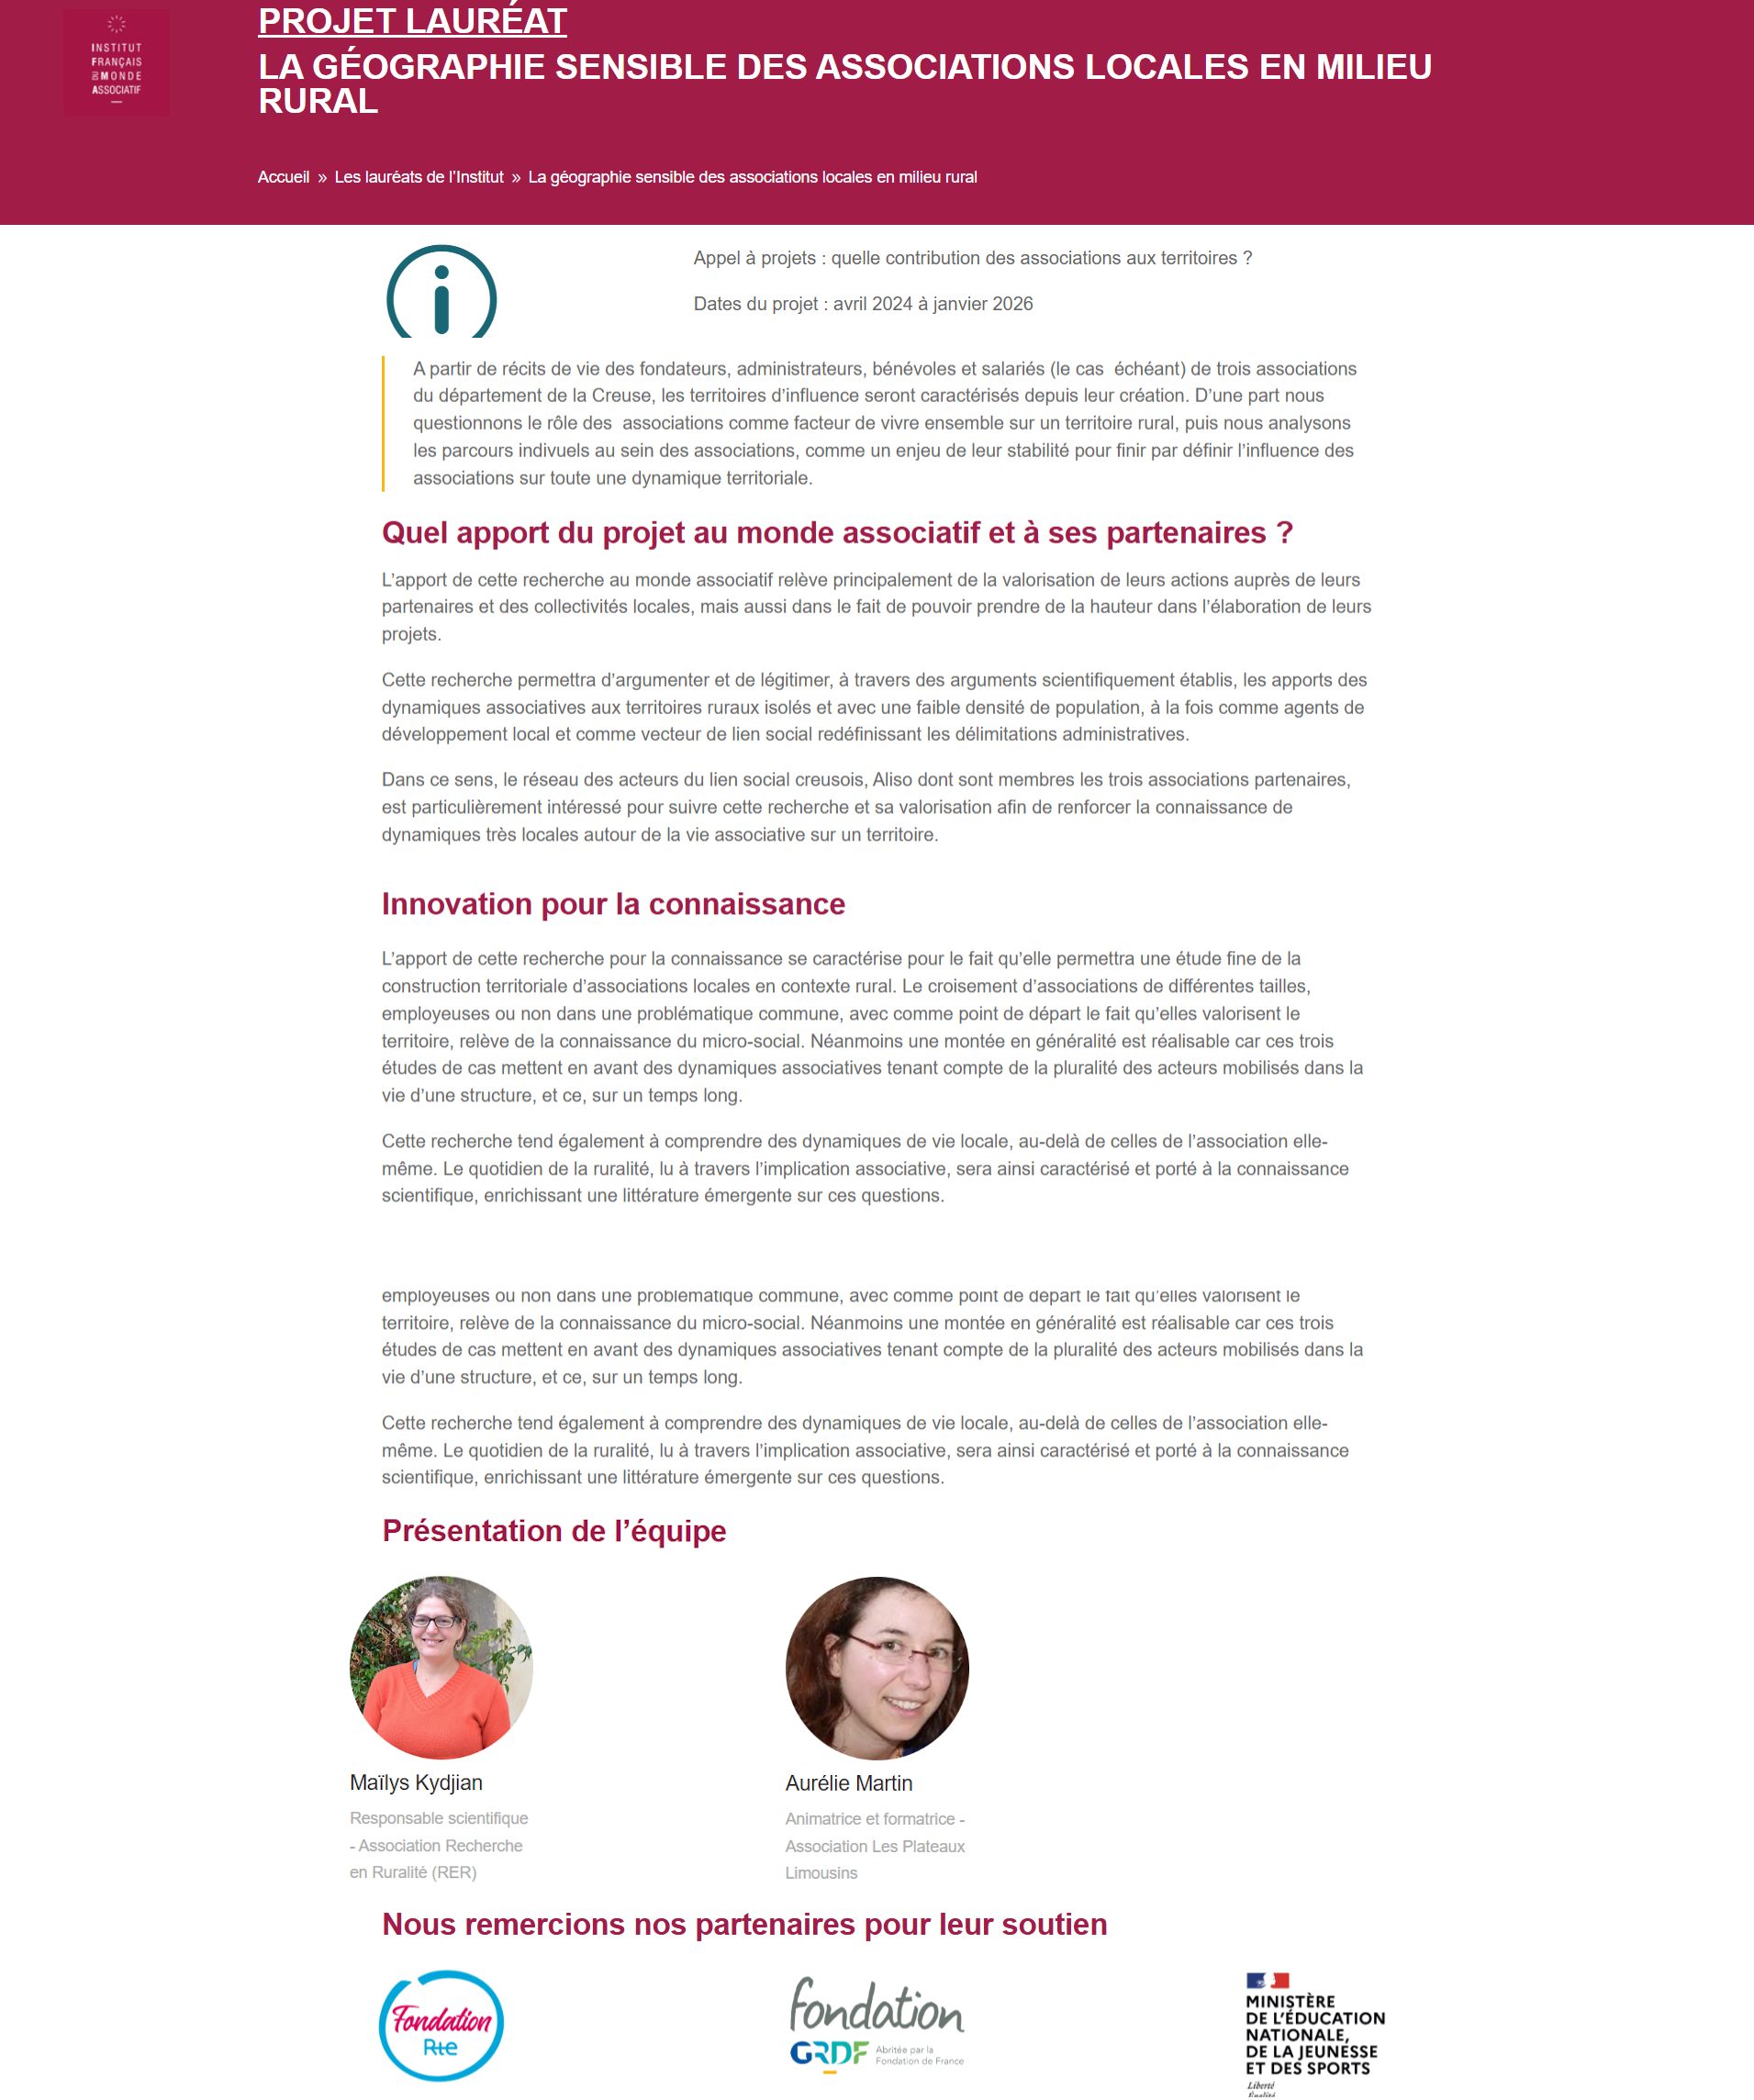 INSTITUT
FRANÇAIS
DU MONDE
ASSOCIATIF
PROJET LAURÉAT
LA GÉOGRAPHIE SENSIBLE DES ASSOCIATIONS LOCALES EN MILIEU
RURAL
Accueil » Les lauréats de l’Institut » La géographie sensible des associations locales en milieu rural
Appel à projets : quelle contribution des associations aux territoires ?
Dates du projet : avril 2024 à janvier 2026
A partir de récits de vie des fondateurs, administrateurs, bénévoles et salariés (le cas  échéant) de trois associations
du département de la Creuse, les territoires d’influence seront caractérisés depuis leur création. D’une part nous
questionnons le rôle des  associations comme facteur de vivre ensemble sur un territoire rural, puis nous analysons
les parcours indivuels au sein des associations, comme un enjeu de leur stabilité pour finir par définir l’influence des
associations sur toute une dynamique territoriale.
Quel apport du projet au monde associatif et à ses partenaires ?
L’apport de cette recherche au monde associatif relève principalement de la valorisation de leurs actions auprès de leurs
partenaires et des collectivités locales, mais aussi dans le fait de pouvoir prendre de la hauteur dans l’élaboration de leurs
projets.
Cette recherche permettra d’argumenter et de légitimer, à travers des arguments scientifiquement établis, les apports des
dynamiques associatives aux territoires ruraux isolés et avec une faible densité de population, à la fois comme agents de
développement local et comme vecteur de lien social redéfinissant les délimitations administratives.
Dans ce sens, le réseau des acteurs du lien social creusois, Aliso dont sont membres les trois associations partenaires,
est particulièrement intéressé pour suivre cette recherche et sa valorisation afin de renforcer la connaissance de
dynamiques très locales autour de la vie associative sur un territoire.
Innovation pour la connaissance
L’apport de cette recherche pour la connaissance se caractérise pour le fait qu’elle permettra une étude fine de la
construction territoriale d’associations locales en contexte rural. Le croisement d’associations de différentes tailles,
employeuses ou non dans une problématique commune, avec comme point de départ le fait qu’elles valorisent le
territoire, relève de la connaissance du micro-social. Néanmoins une montée en généralité est réalisable car ces trois
études de cas mettent en avant des dynamiques associatives tenant compte de la pluralité des acteurs mobilisés dans la
vie d’une structure, et ce, sur un temps long.
Cette recherche tend également à comprendre des dynamiques de vie locale, au-delà de celles de l’association elle-
même. Le quotidien de la ruralité, lu à travers l’implication associative, sera ainsi caractérisé et porté à la connaissance
scientifique, enrichissant une littérature émergente sur ces questions.
employeuses ou non dans une problématique commune, avec comme point de départ le fait qu’elles valorisent le
territoire, relève de la connaissance du micro-social. Néanmoins une montée en généralité est réalisable car ces trois
études de cas mettent en avant des dynamiques associatives tenant compte de la pluralité des acteurs mobilisés dans la
vie d’une structure, et ce, sur un temps long.
Cette recherche tend également à comprendre des dynamiques de vie locale, au-delà de celles de l’association elle-
même. Le quotidien de la ruralité, lu à travers l’implication associative, sera ainsi caractérisé et porté à la connaissance
scientifique, enrichissant une littérature émergente sur ces questions.
Présentation de l’équipe
Maïlys Kydjian
Responsable scientifique
- Association Recherche
en Ruralité (RER)
Aurélie Martin
Animatrice et formatrice -
Association Les Plateaux
Limousins
Nous remercions nos partenaires pour leur soutien
Fondation
Rte
fondation
GRDF
Abritée par la
Fondation de France
MINISTÈRE
DE L’ÉDUCATION
NATIONALE,
DE LA JEUNESSE
ET DES SPORTS
Liberté
Égalité